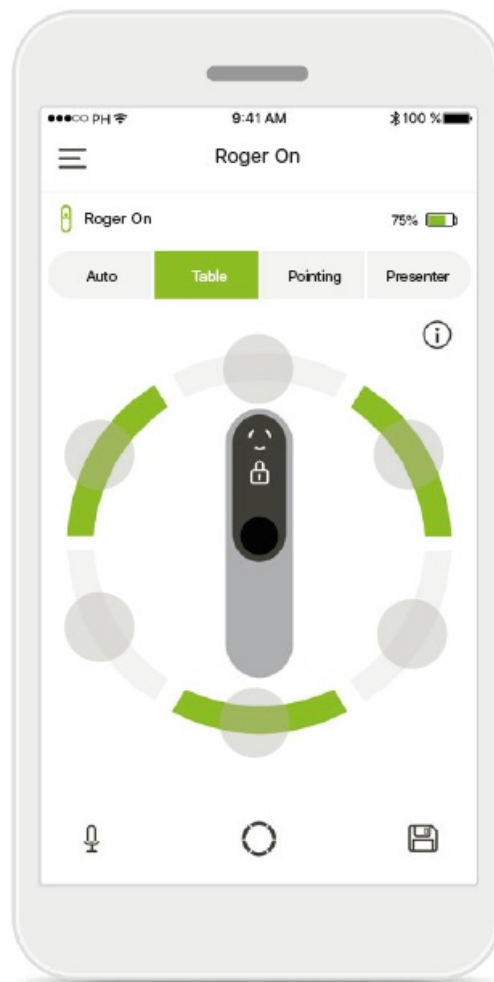 PH 9:41 AM 100 %
Roger On
Roger On 75%
Auto Table Pointing Presenter